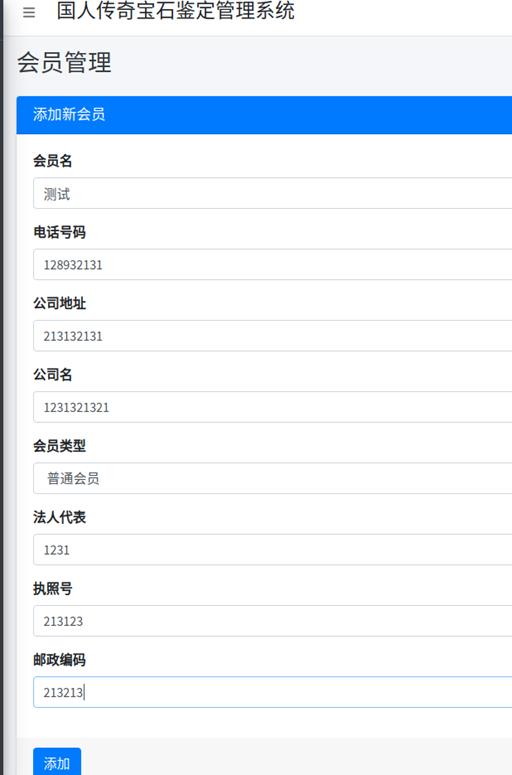 国人传奇宝石鉴定管理系统
会员管理
添加新会员
会员名
测试
电话号码
128932131
公司地址
213132131
公司名
1231321321
会员类型
普通会员
法人代表
1231
执照号
213123
邮政编码
213213
添加